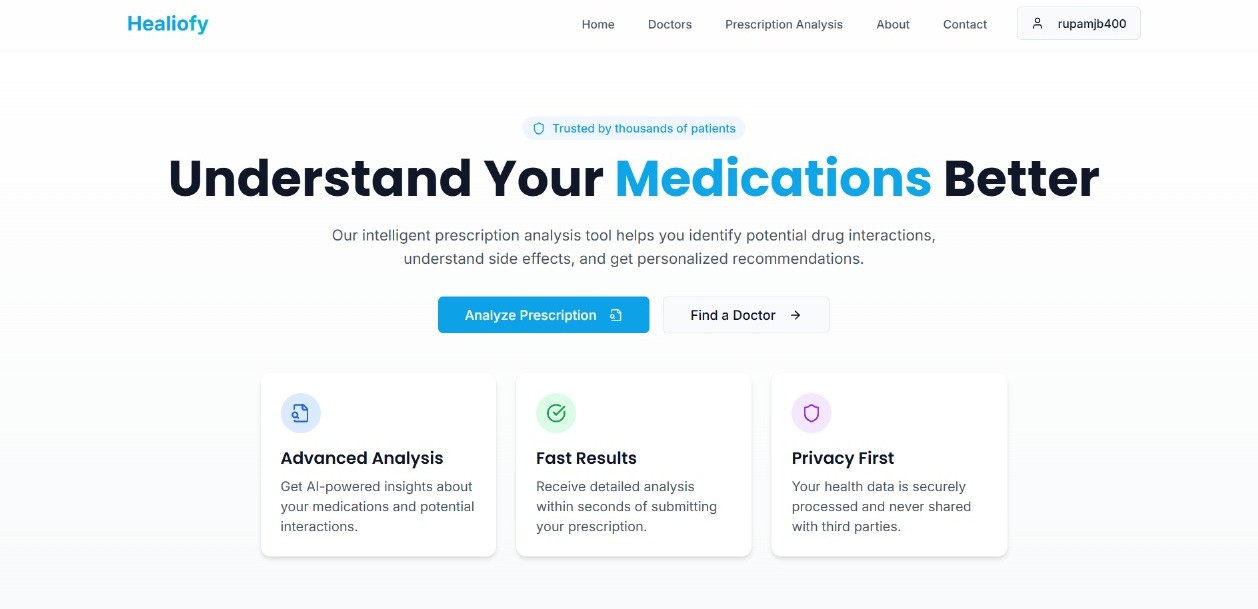 Healiofy
Home
Doctors
Prescription Analysis
About
Contact
rupamjb400
Trusted by thousands of patients
Understand Your Medications Better
Our intelligent prescription analysis tool helps you identify potential drug interactions,
understand side effects, and get personalized recommendations.
Analyze Prescription
Find a Doctor
Advanced Analysis
Get AI-powered insights about
your medications and potential
interactions.
Fast Results
Receive detailed analysis
within seconds of submitting
your prescription.
Privacy First
Your health data is securely
processed and never shared
with third parties.